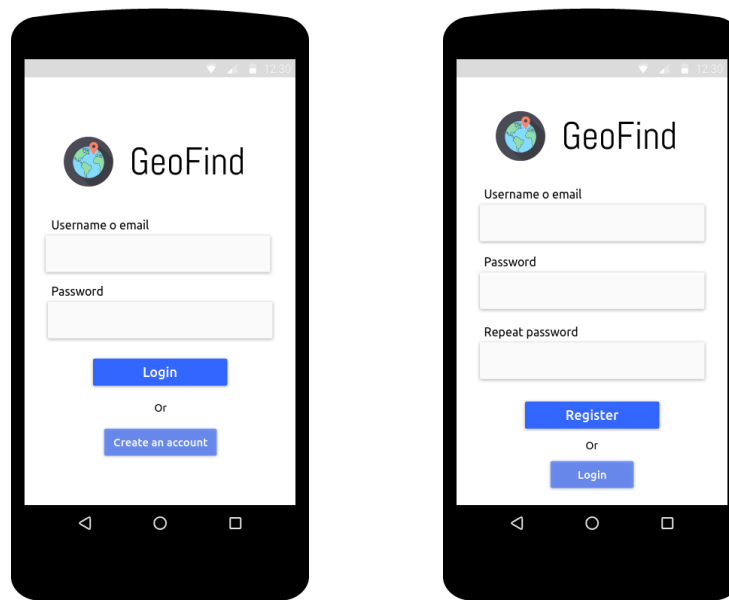 12:30
GeoFind
Username o email
Password
Login
Or
Create an account
12:30
GeoFind
Username o email
Password
Repeat password
Register
Or
Login